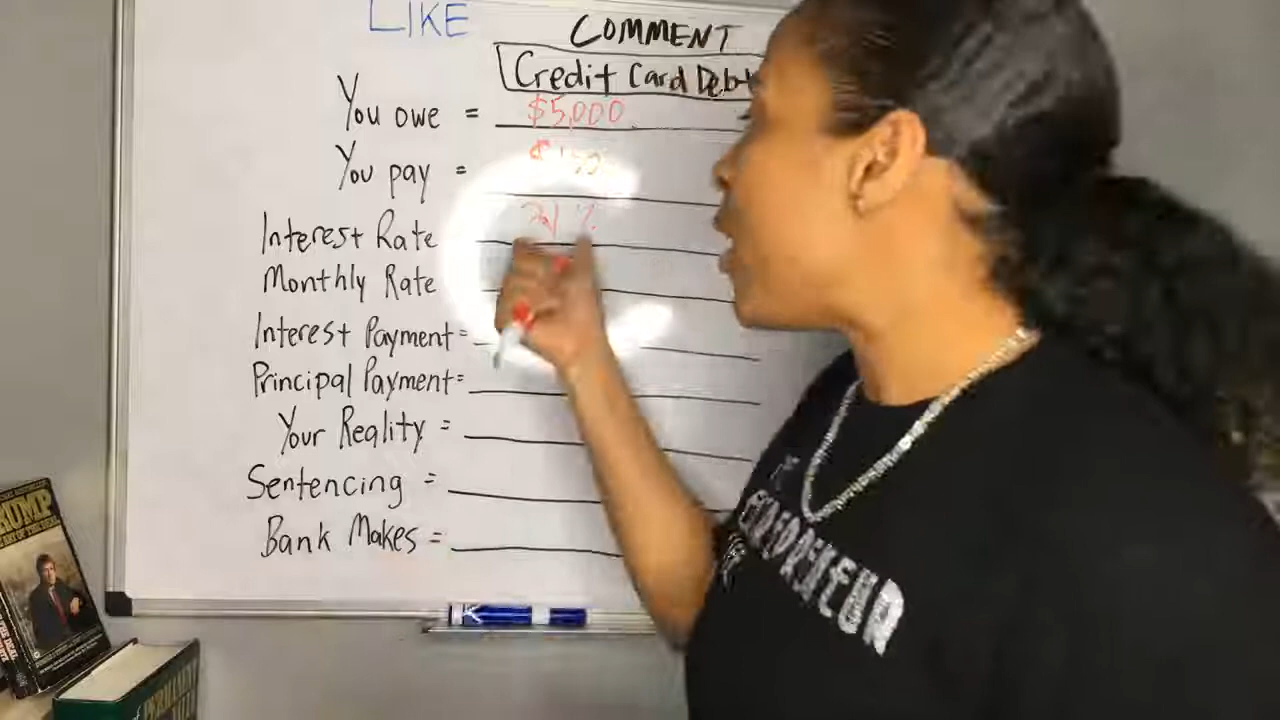 LIKE
COMMENT
Credit Card Debt
You owe = $5,000
You pay =
Interest Rate
Monthly Rate
Interest Payment =
Principal Payment =
Your Reality =
Sentencing =
Bank Makes =